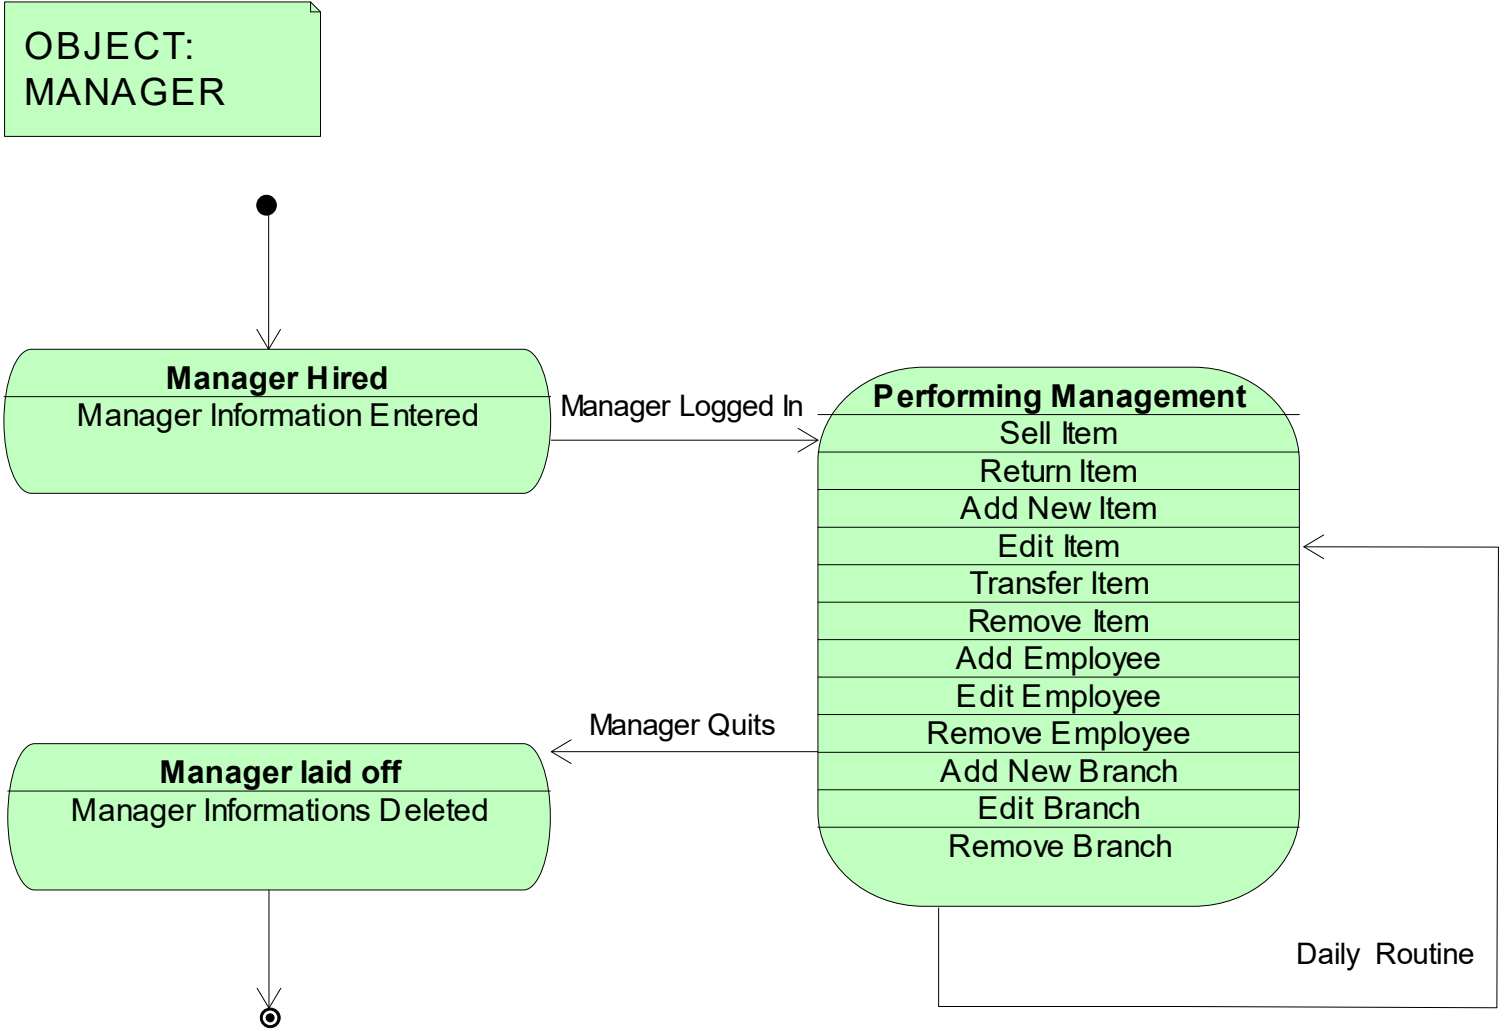 OBJECT:
MANAGER
Manager Hired
Manager Information Entered
Manager Logged In
Performing Management
Sell Item
Return Item
Add New Item
Edit Item
Transfer Item
Remove Item
Add Employee
Edit Employee
Remove Employee
Add New Branch
Edit Branch
Remove Branch
Manager Quits
Manager laid off
Manager Informations Deleted
Daily Routine